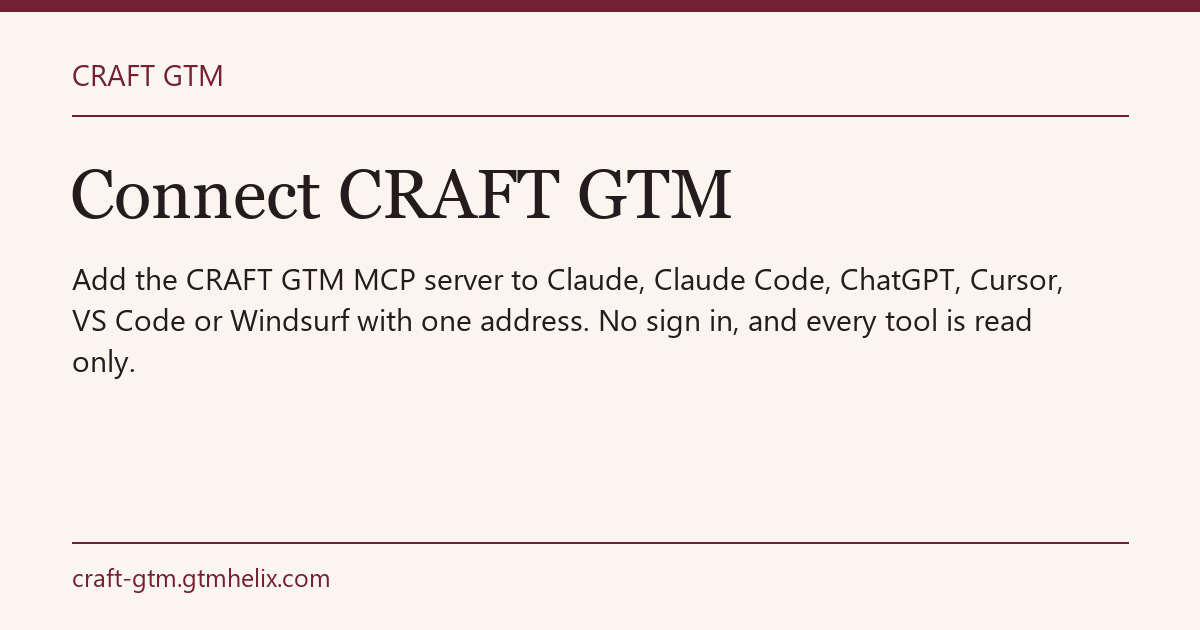 CRAFT GTM
Connect CRAFT GTM
Add the CRAFT GTM MCP server to Claude, Claude Code, ChatGPT, Cursor,
VS Code or Windsurf with one address. No sign in, and every tool is read
only.
craft-gtm.gtmhelix.com